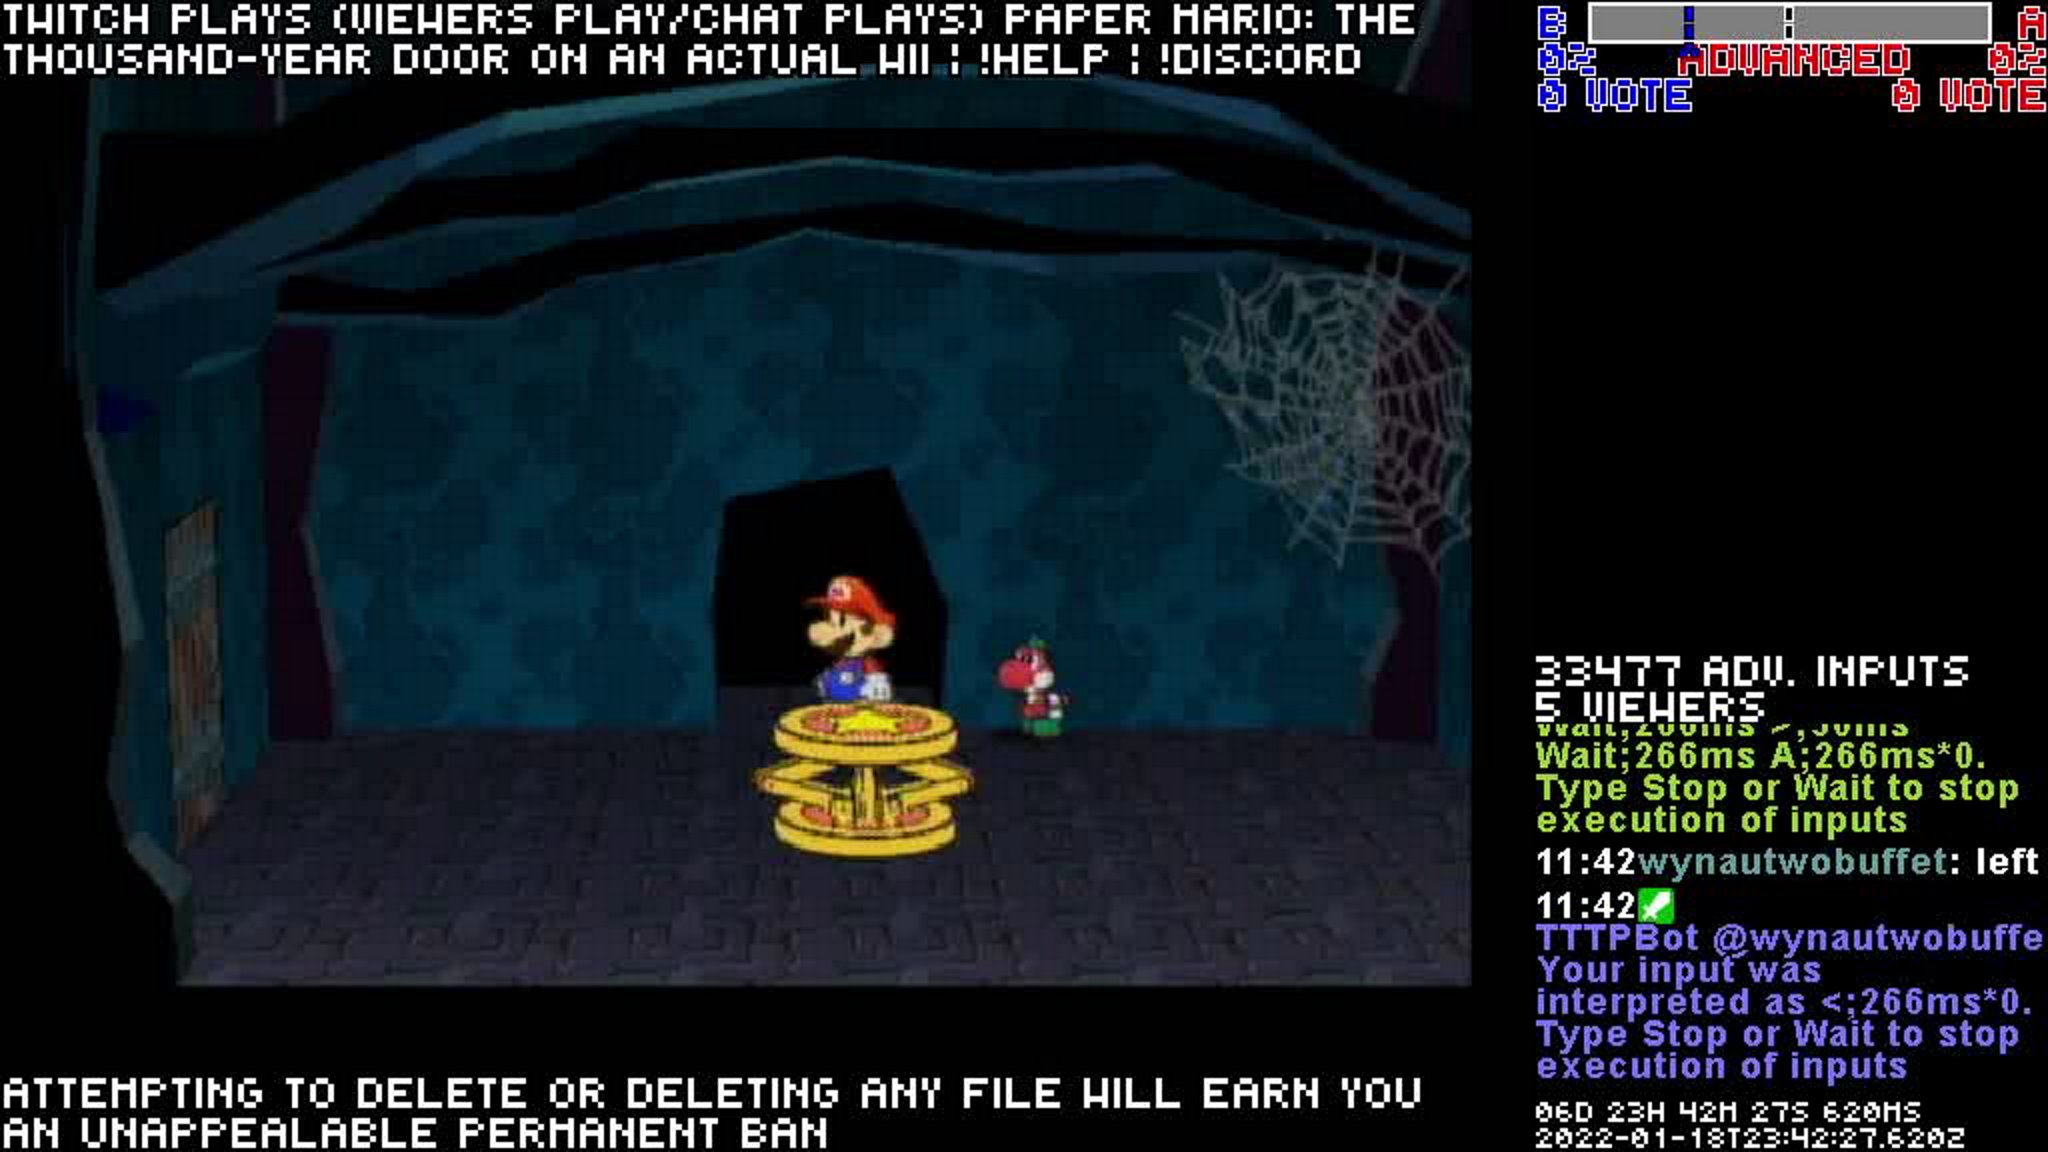 TWITCH PLAYS (VIEWERS PLAY/CHAT PLAYS) PAPER MARIO: THE
THOUSAND-YEAR DOOR ON AN ACTUAL WII ¦ !HELP ¦ !DISCORD
B A
0% ADVANCED 0%
0 VOTE 0 VOTE
33477 ADV. INPUTS
5 VIEWERS
Wait;266ms A;266ms*0.
Type Stop or Wait to stop
execution of inputs
11:42wynautwobuffet: left
11:42
TTTPBot @wynautwobuffe
Your input was
interpreted as <;266ms*0.
Type Stop or Wait to stop
execution of inputs
ATTEMPTING TO DELETE OR DELETING ANY FILE WILL EARN YOU
AN UNAPPEALABLE PERMANENT BAN
06D 23H 42M 27S 620MS
2022-01-18T23:42:27.620Z